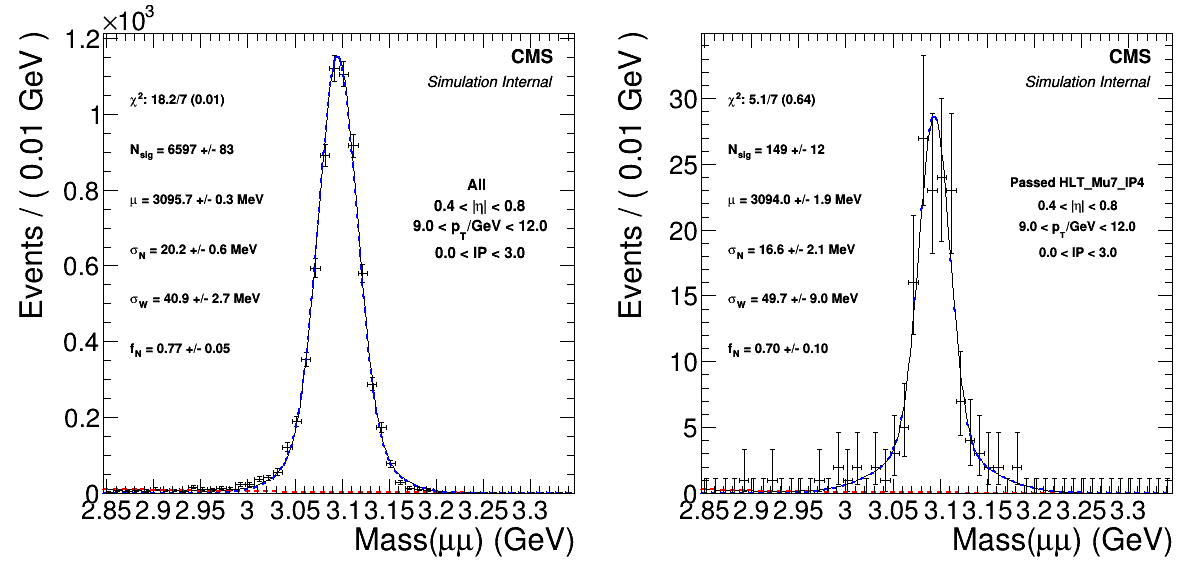 ×10³
Events / ( 0.01 GeV )
1.2
1
0.8
0.6
0.4
0.2
0
CMS
Simulation Internal
χ²: 18.2/7 (0.01)
N_sig = 6597 +/- 83
μ = 3095.7 +/- 0.3 MeV
σ_N = 20.2 +/- 0.6 MeV
σ_W = 40.9 +/- 2.7 MeV
f_N = 0.77 +/- 0.05
All
0.4 < |η| < 0.8
9.0 < p_T/GeV < 12.0
0.0 < IP < 3.0
2.85 2.9 2.95 3 3.05 3.1 3.15 3.2 3.25 3.3
Mass(μμ) (GeV)
Events / ( 0.01 GeV )
30
25
20
15
10
5
0
CMS
Simulation Internal
χ²: 5.1/7 (0.64)
N_sig = 149 +/- 12
μ = 3094.0 +/- 1.9 MeV
σ_N = 16.6 +/- 2.1 MeV
σ_W = 49.7 +/- 9.0 MeV
f_N = 0.70 +/- 0.10
Passed HLT_Mu7_IP4
0.4 < |η| < 0.8
9.0 < p_T/GeV < 12.0
0.0 < IP < 3.0
2.85 2.9 2.95 3 3.05 3.1 3.15 3.2 3.25 3.3
Mass(μμ) (GeV)